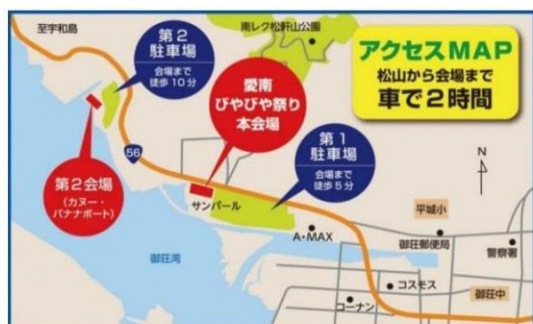 至宇和島
第2
駐車場
会場まで
徒歩10分
南レク松軒山公園
アクセスMAP
松山から会場まで
車で2時間
愛南
びやびや祭り
本会場
第1
駐車場
会場まで
徒歩5分
56
N
第2会場
(カヌー・
バナナボート)
サンパール
平城小
A・MAX
御荘郵便局
警察署
御荘湾
コスモス
御荘中
コーナン